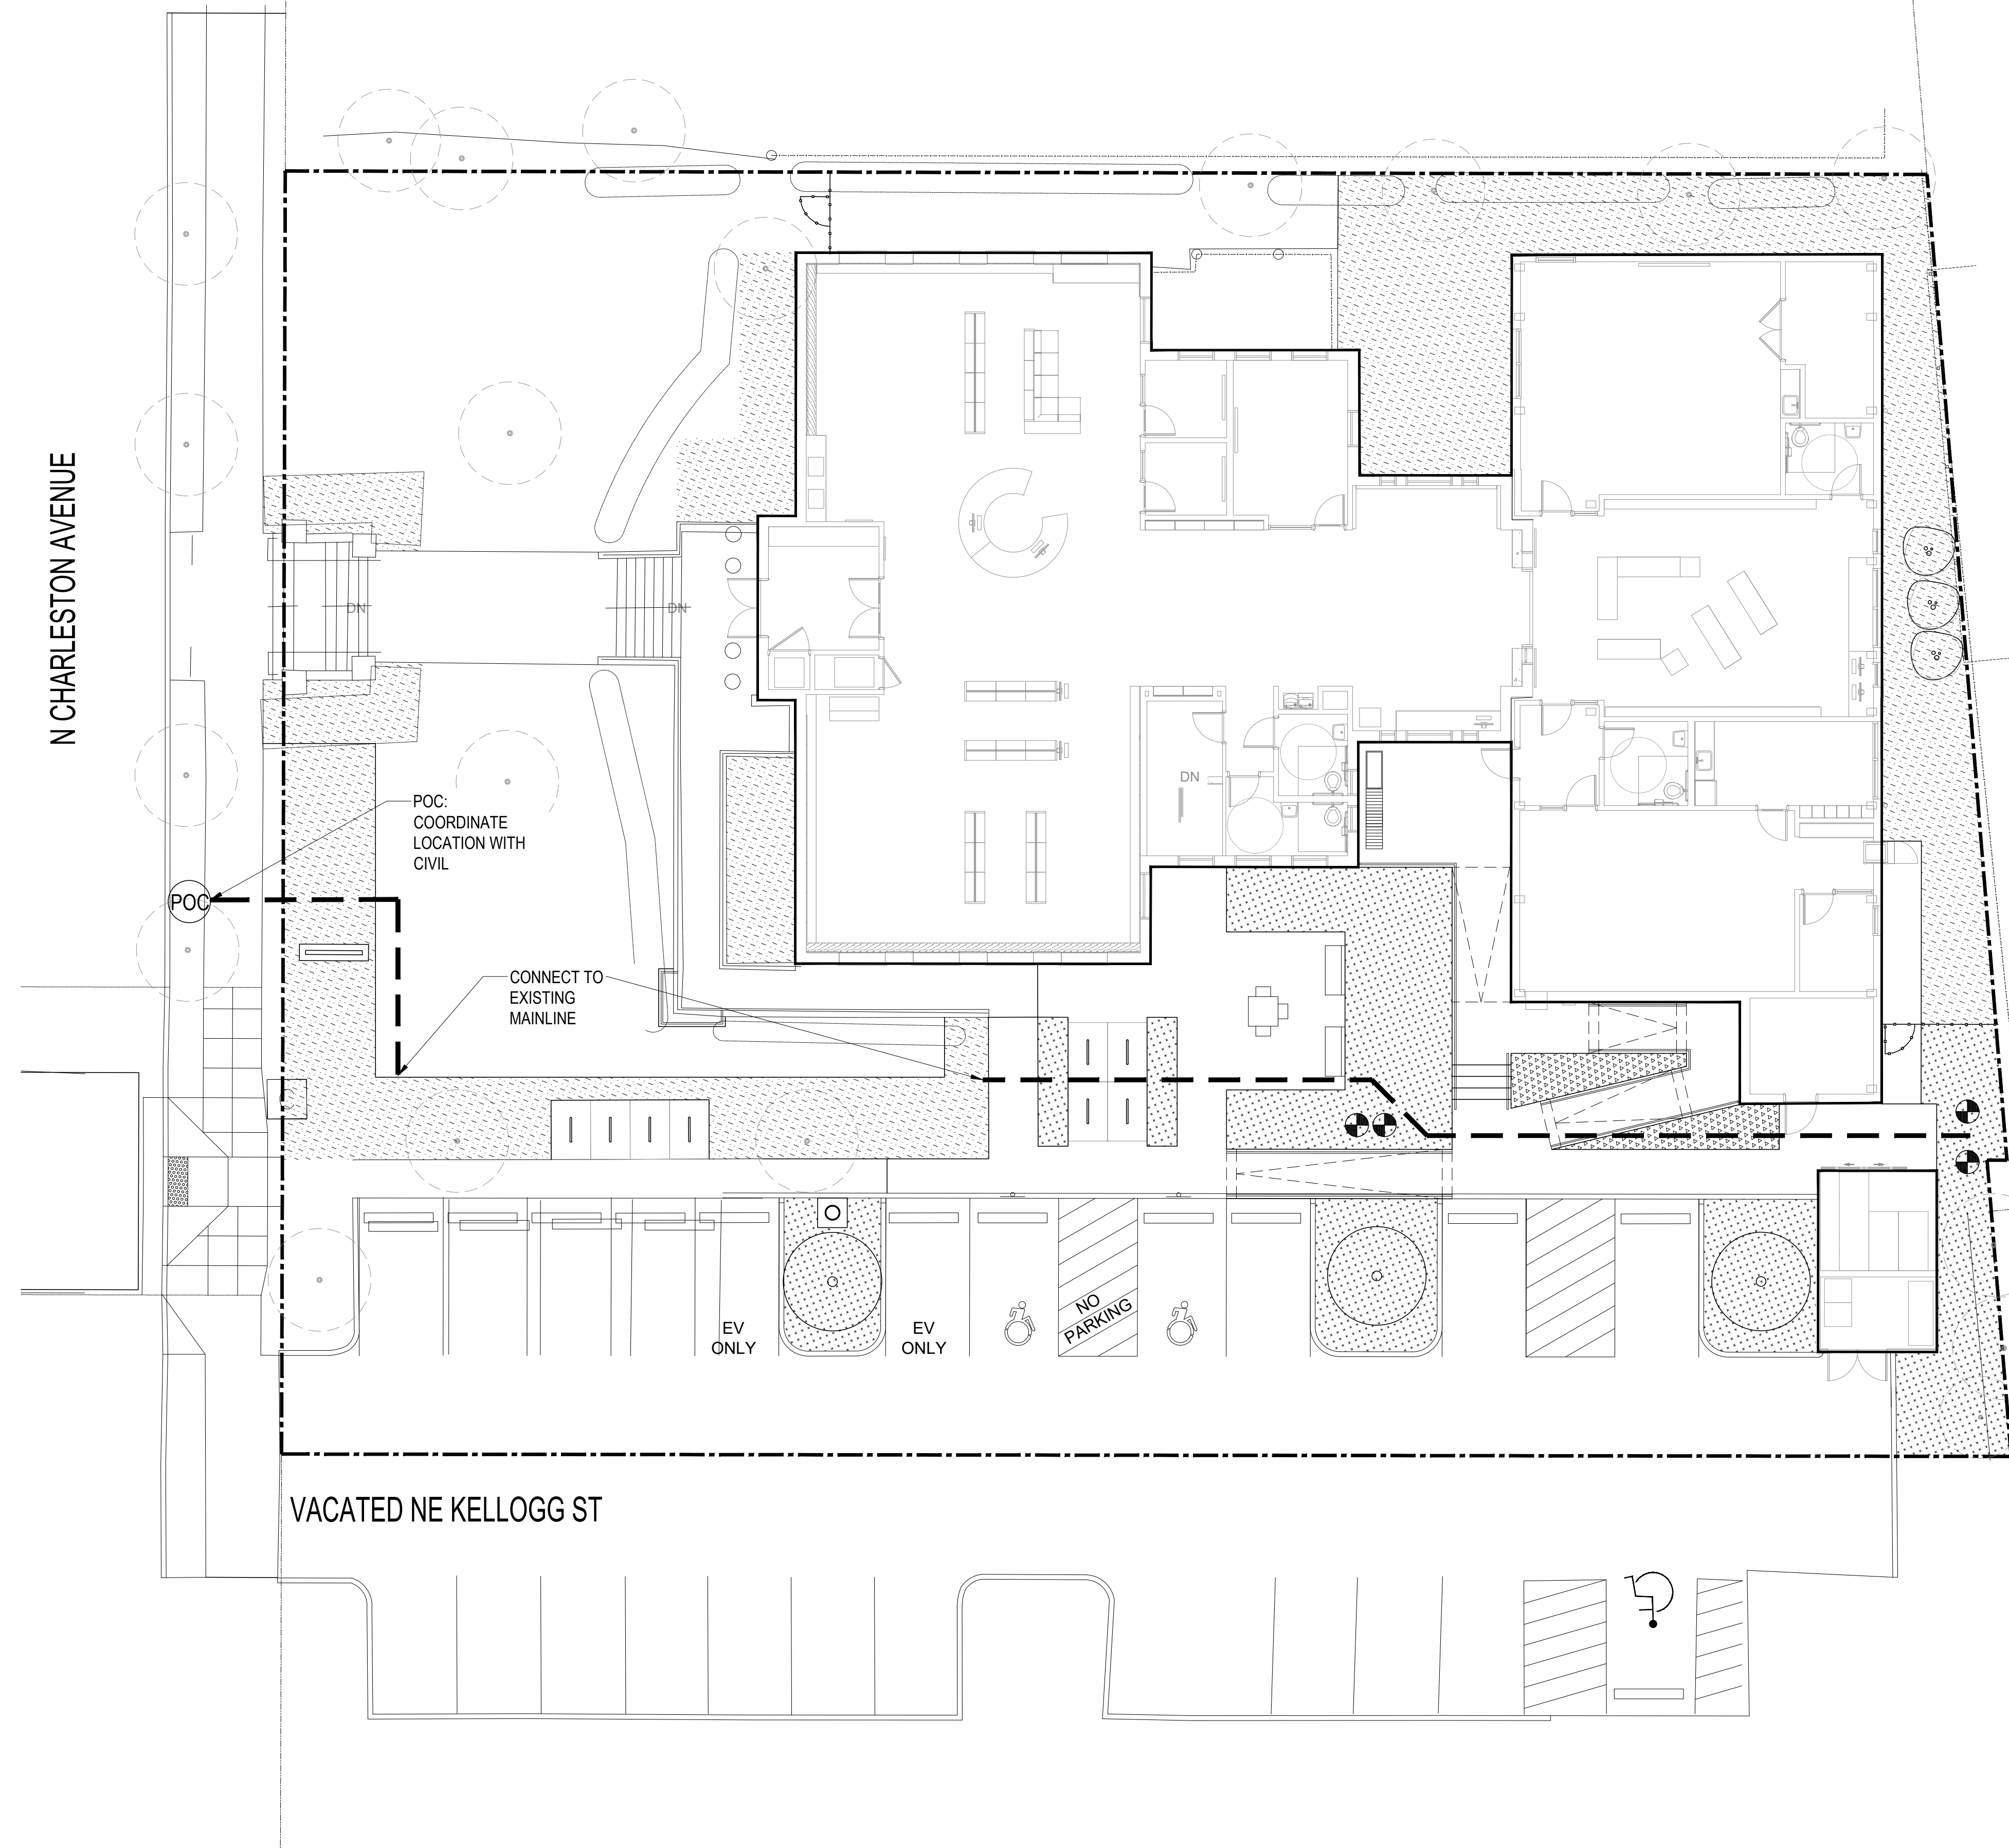 DN
DN
N CHARLESTON AVENUE
DN
POC:
COORDINATE
LOCATION WITH
CIVIL
POC
CONNECT TO
EXISTING
MAINLINE
EV
ONLY
EV
ONLY
NO
PARKING
VACATED NE KELLOGG ST